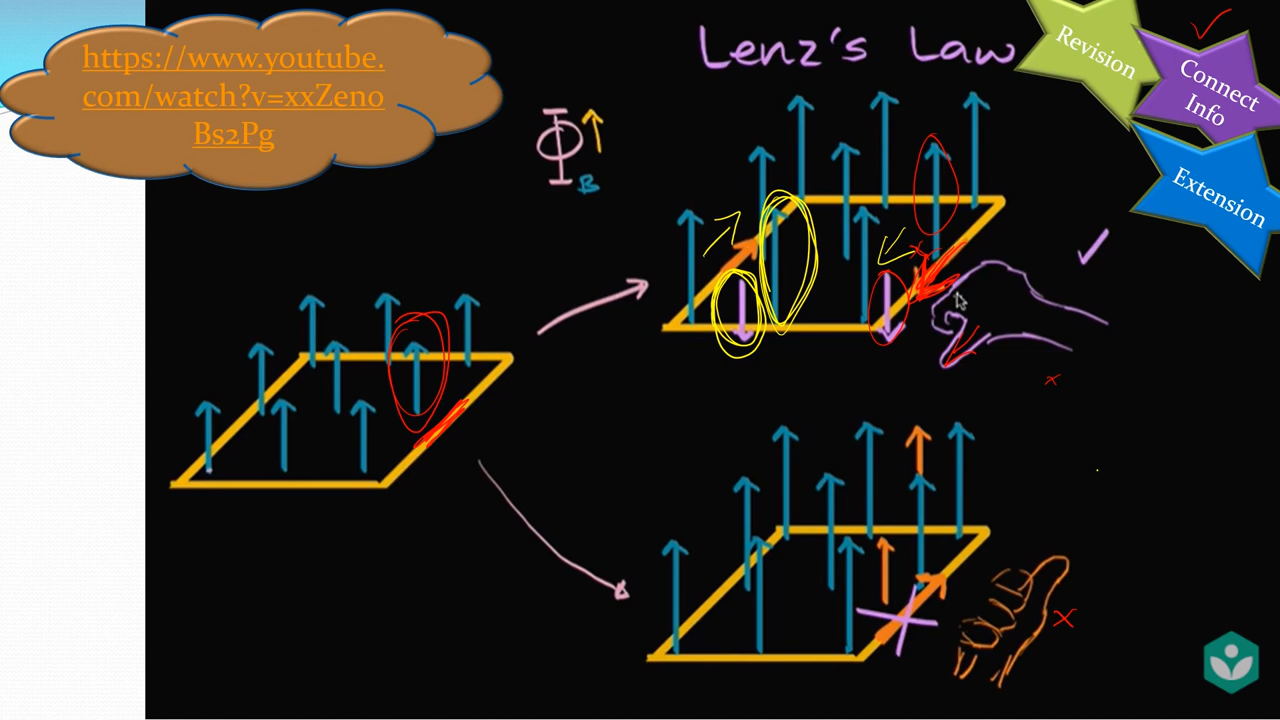 https://www.youtube.
com/watch?v=xxZeno
Bs2Pg
Lenz's Law
Φ
B
Revision
Connect
Info
Extension